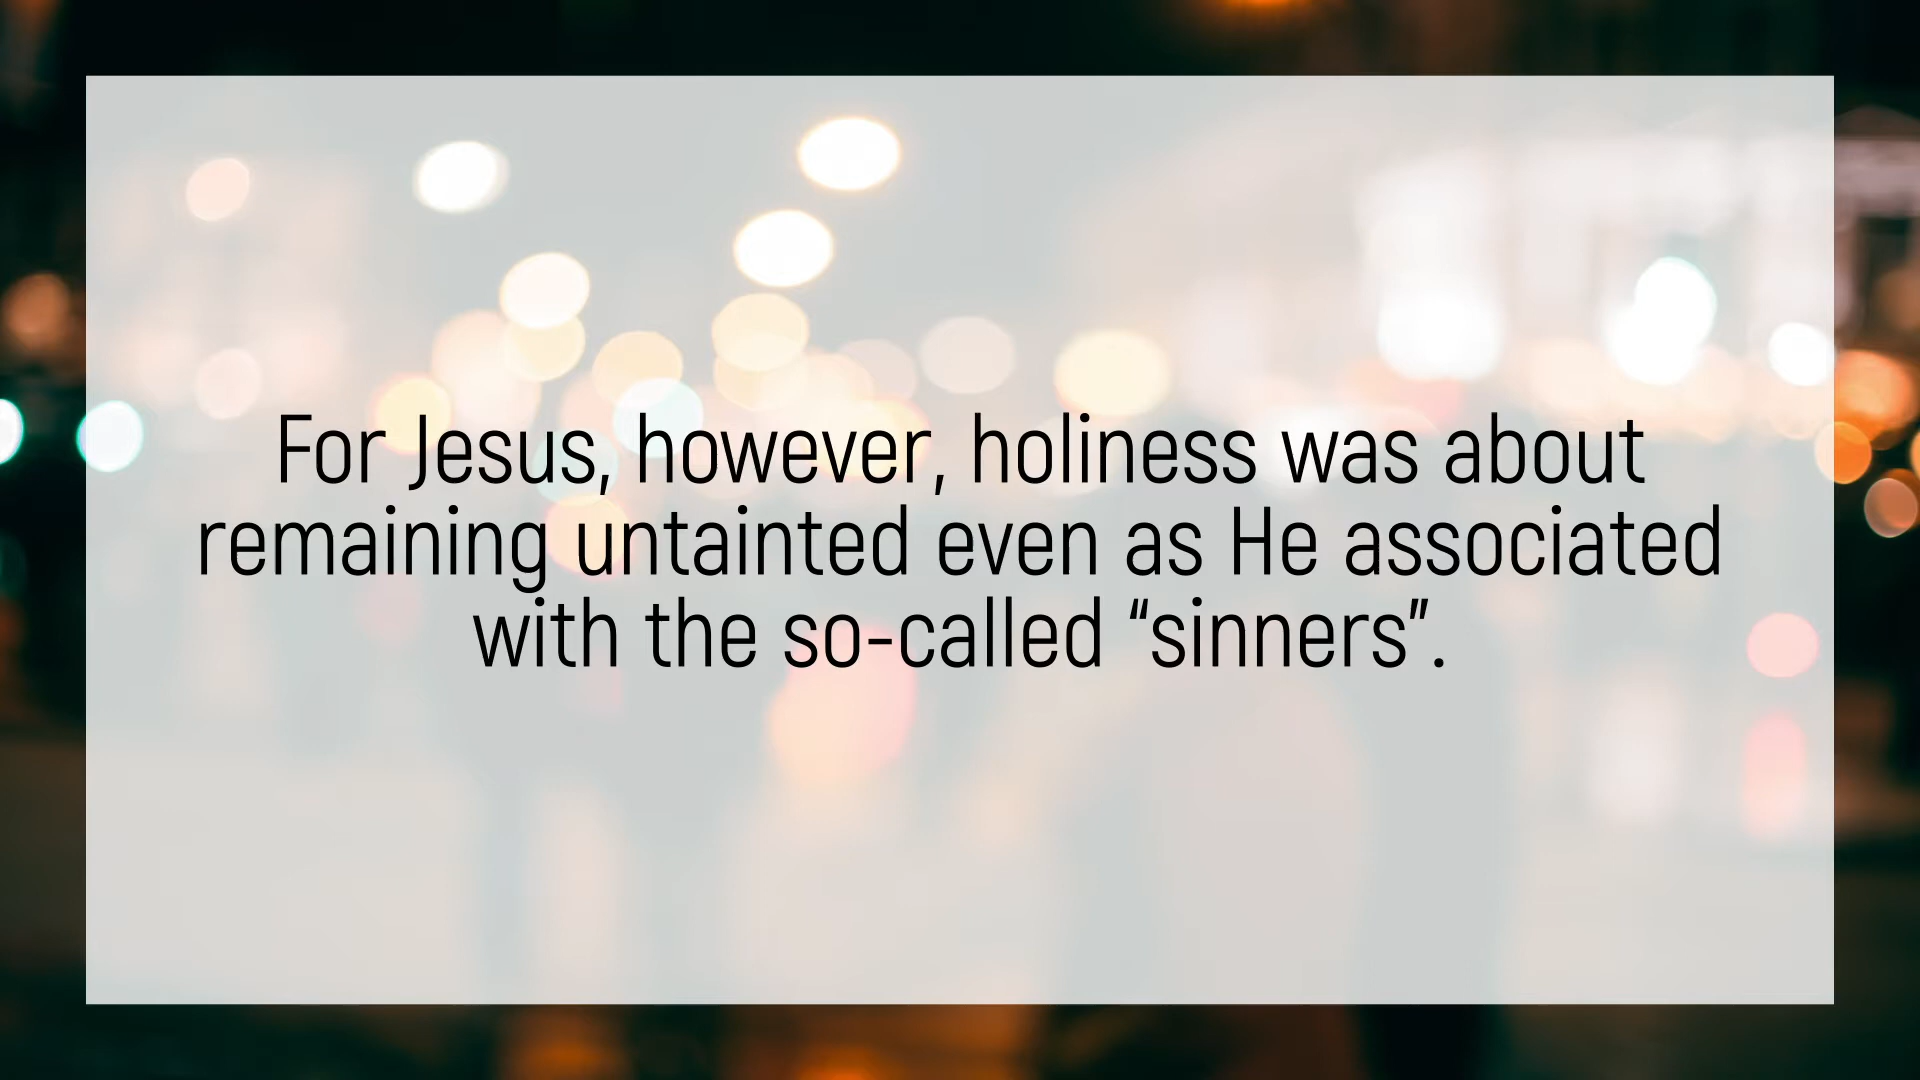 For Jesus, however, holiness was about
remaining untainted even as He associated
with the so-called “sinners”.